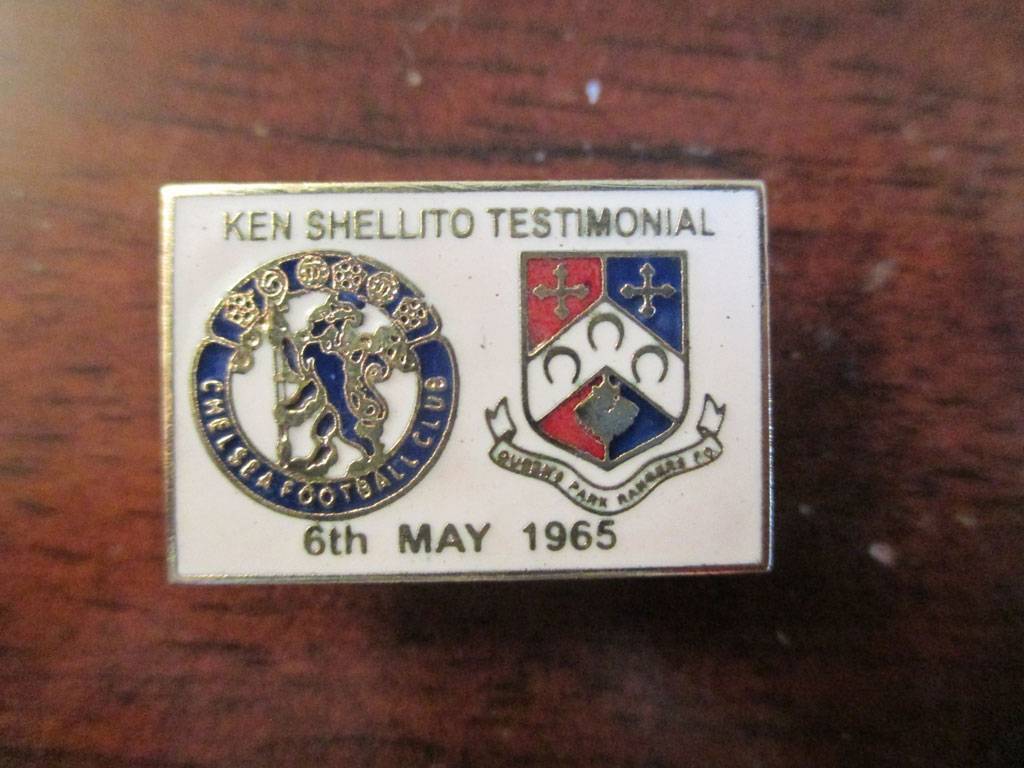 KEN SHELLITO TESTIMONIAL
CHELSEA FOOTBALL CLUB
QUEENS PARK RANGERS F.C.
6th MAY 1965